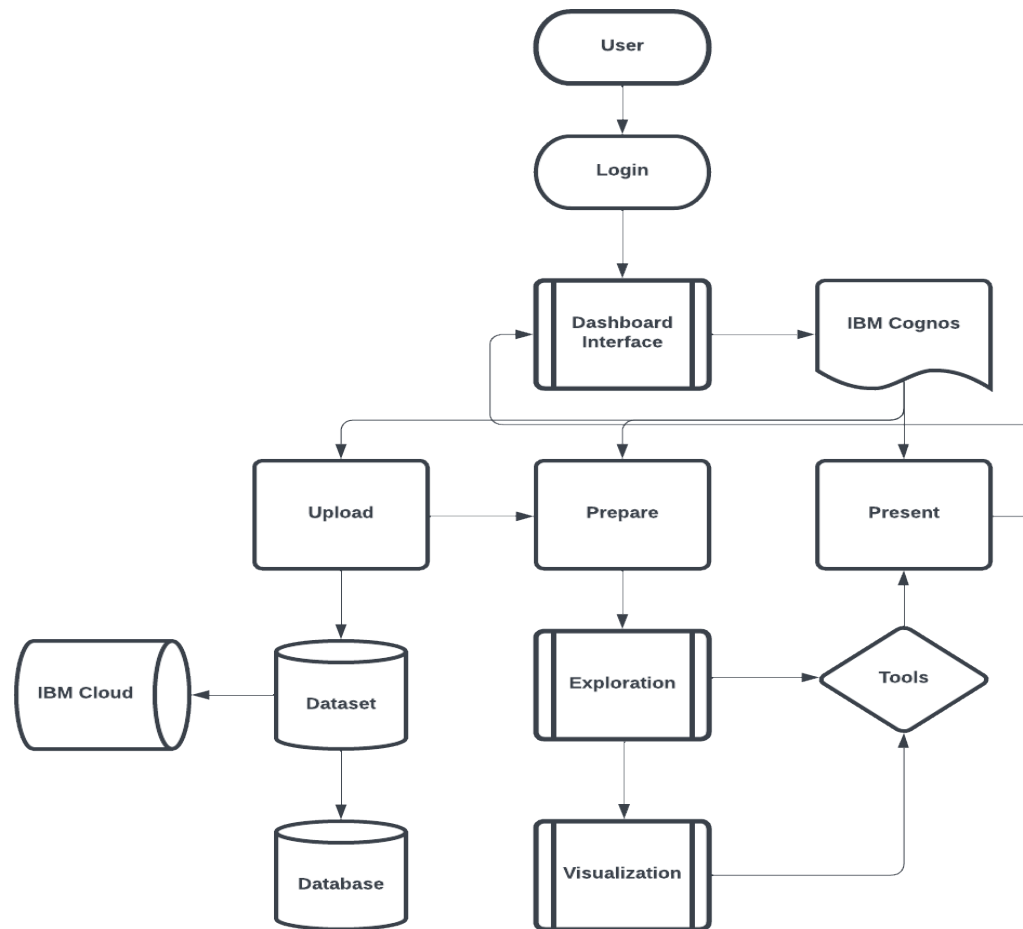 User
Login
Dashboard
Interface
IBM Cognos
Upload
Prepare
Present
IBM Cloud
Dataset
Exploration
Tools
Database
Visualization